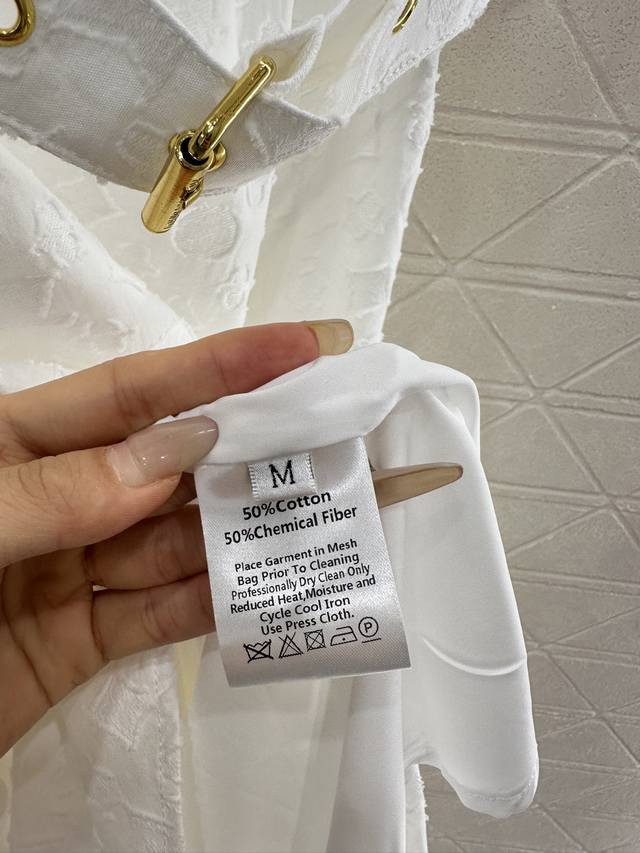 M
50%Cotton
50%Chemical Fiber
Place Garment in Mesh
Bag Prior To Cleaning
Professionally Dry Clean Only
Reduced Heat,Moisture and
Cycle Cool Iron
Use Press Cloth.
P